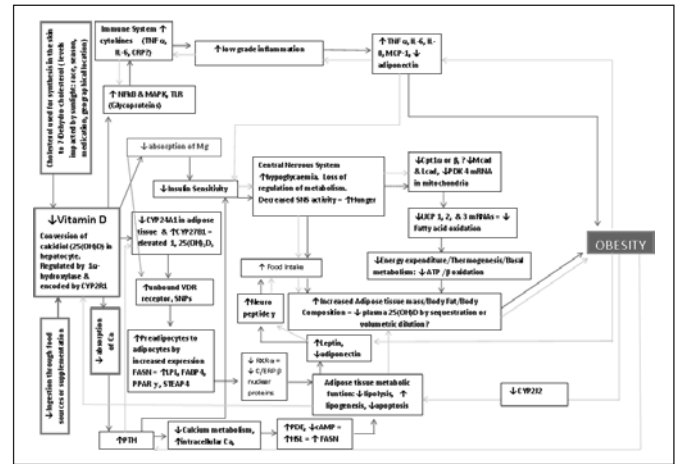 Cholesterol used for synthesis in the skin
to 7-Dehydro cholesterol ( levels
impacted by sunlight: race, season,
medication, geographical location)
Immune System ↑
cytokines (TNFα,
IL-6, CRP?)
↑low grade inflammation
↑TNFα, IL-6, IL-
8, MCP-1, ↓
adiponectin
↑NFkB & MAPK, TLR
(Glycoproteins)
↓absorption of Mg
↓Insulin Sensitivity
Central Nervous System
↑hypoglycaemia. Loss of
regulation of metabolism.
Decreased SNS activity = ↑Hunger
↓Cpt1α or β, ?↓Mcad
& Lcad, ↓PDK 4 mRNA
in mitochondria
↓Vitamin D
Conversion of
calcidiol (25(OH)D) in
hepatocyte.
Regulated by 1α-
hydroxylase &
encoded by CYP2R1
↓CYP24A1 in adipose
tissue & ↑CYP27B1 =
elevated 1, 25(OH)₂D,
↓UCP 1, 2, & 3 mRNAs = ↓
Fatty acid oxidation
OBESITY
↑ Food Intake
↓Energy expenditure/Thermogenesis/Basal
metabolism: ↓ATP /β oxidation
↑unbound VDR
receptor, SNPs
↑Neuro
peptide y
↑Increased Adipose tissue mass/Body Fat/Body
Composition = ↓ plasma 25(OH)D by sequestration or
volumetric dilution?
↓Ingestion through food
sources or supplementation
↓absorption
of Ca
↑Preadipocytes to
adipocytes by
increased expression
FASN = ↑LPL, FABP4,
PPAR γ, STEAP4
↑Leptin,
↓adiponectin
↓ RXRα =
↓ C/ERP-β
nuclear
proteins
Adipose tissue metabolic
funtion: ↓lipolysis, ↑
lipogenesis, ↓apoptosis
↓CYP2J2
↑PTH
↓Calcium metabolism,
↑intracellular Ca,
↑PDE, ↓cAMP =
↑HSL = ↑ FASN